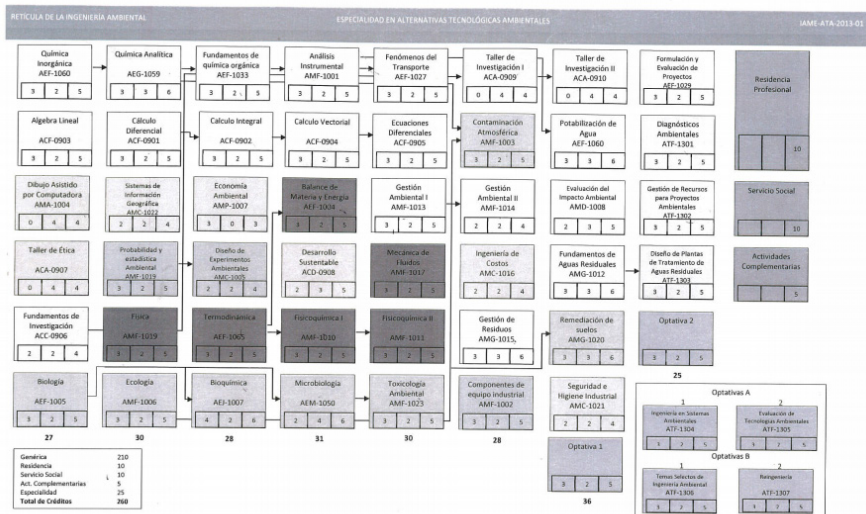 RETÍCULA DE LA INGENIERÍA AMBIENTAL
ESPECIALIDAD EN ALTERNATIVAS TECNOLÓGICAS AMBIENTALES
IAME-ATA-2013-01
Química
Inorgánica
AEF-1060
3 2 5
Química Analítica
AEG-1059
3 3 6
Fundamentos de
química orgánica
AEF-1033
3 2 5
Análisis
Instrumental
AMF-1001
3 2 5
Fenómenos del
Transporte
AEF-1027
3 2 5
Taller de
Investigación I
ACA-0909
0 4 4
Taller de
Investigación II
ACA-0910
0 4 4
Formulación y
Evaluación de
Proyectos
AEF-1029
3 2 5
Residencia
Profesional
10
Algebra Lineal
ACF-0903
3 2 5
Cálculo
Diferencial
ACF-0901
3 2 5
Calculo Integral
ACF-0902
3 2 5
Calculo Vectorial
ACF-0904
3 2 5
Ecuaciones
Diferenciales
ACF-0905
3 2 5
Contaminación
Atmosférica
AMF-1003
3 2 5
Potabilización de
Agua
AEF-1060
3 3 6
Diagnósticos
Ambientales
ATF-1301
3 2 5
Dibujo Asistido
por Computadora
AMA-1004
0 4 4
Sistemas de
Información
Geográfica
AMC-1022
2 2 4
Economía
Ambiental
AMP-1007
3 0 3
Balance de
Materia y Energía
AEF-1004
3 2 5
Gestión
Ambiental I
AMF-1013
3 2 5
Gestión
Ambiental II
AMF-1014
2 2 4
Evaluación del
Impacto Ambiental
AMD-1008
2 3 5
Gestión de Recursos
para Proyectos
Ambientales
ATF-1302
3 2 5
Servicio Social
10
Taller de Ética
ACA-0907
0 4 4
Probabilidad y
estadística
Ambiental
AMF-1019
3 2 5
Diseño de
Experimentos
Ambientales
AMC-1005
2 2 4
Desarrollo
Sustentable
ACD-0908
2 3 5
Mecánica de
Fluidos
AMF-1017
3 2 5
Ingeniería de
Costos
AMC-1016
2 2 4
Fundamentos de
Aguas Residuales
AMG-1012
3 3 6
Diseño de Plantas
de Tratamiento de
Aguas Residuales
ATF-1303
3 2 5
Actividades
Complementarias
5
Fundamentos de
Investigación
ACC-0906
2 2 4
Física
AMF-1019
3 2 5
Termodinámica
AEF-1065
3 2 5
Fisicoquímica I
AMF-1010
3 2 5
Fisicoquímica II
AMF-1011
3 2 5
Gestión de
Residuos
AMG-1015,
3 3 6
Remediación de
suelos
AMG-1020
3 3 6
Optativa 2
3 2 5
25
Biología
AEF-1005
3 2 5
27
Ecología
AMF-1006
3 2 5
30
Bioquímica
AEJ-1007
4 2 6
28
Microbiología
AEM-1050
2 4 6
31
Toxicología
Ambiental
AMF-1023
3 2 5
30
Componentes de
equipo industrial
AMF-1002
3 2 5
28
Seguridad e
Higiene Industrial
AMC-1021
2 2 4
Optativa 1
3 2 5
36
Optativas A
1 2
Ingeniería en Sistemas
Ambientales
ATF-1304
3 2 5
Evaluación de
Tecnologías Ambientales
ATF-1305
3 2 5
Optativas B
1 2
Temas Selectos de
Ingeniería Ambiental
ATF-1306
3 2 5
Reingeniería
ATF-1307
3 2 5
Genérica 210
Residencia 10
Servicio Social 10
Act. Complementarias 5
Especialidad 25
Total de Créditos 260